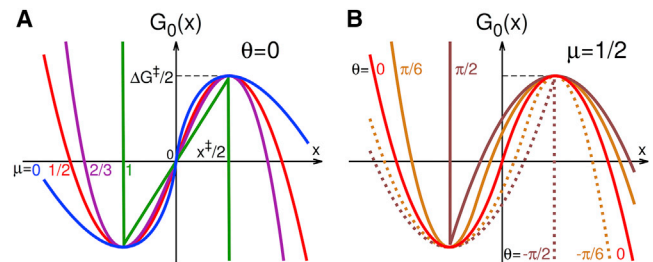 A
G₀(x)
θ=0
ΔG‡/2
0
x‡/2
x
μ=0 1/2 2/3 1
B
G₀(x)
μ=1/2
θ= 0 π/6 π/2
x
θ=-π/2 -π/6 0